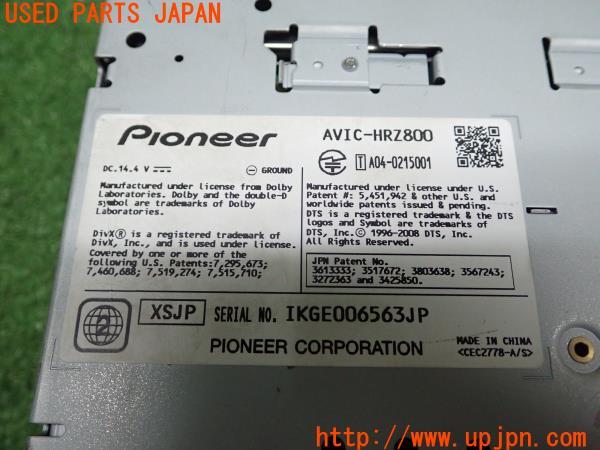 USED PARTS JAPAN
Pioneer
AVIC-HRZ800
DC.14.4 V
GROUND
T A04-0215001
Manufactured under license from Dolby
Laboratories. Dolby and the double-D
symbol are trademarks of Dolby
Laboratories.
DivX® is a registered trademark of
DivX, Inc., and is used under license.
Covered by one or more of the
following U.S. Patents:7,295,673;
7,460,688; 7,519,274; 7,515,710;
Manufactured under license under U.S.
Patent #: 5,451,942 & other U.S. and
worldwide patents issued & pending.
DTS is a registered trademark & the DTS
logos and Symbol are trademarks of
DTS, Inc. © 1996-2008 DTS, Inc.
All Rights Reserved.
JPN Patent No.
3613333; 3517672; 3803638; 3567243;
3272363 and 3425850.
2
XSJP SERIAL NO. IKGE006563JP
PIONEER CORPORATION
MADE IN CHINA
<CEC2778-A/S>
UPJ http://www.upjpn.com